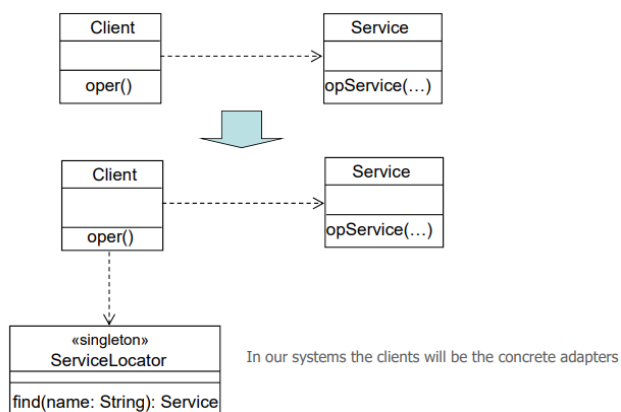 Client
Service
oper()
opService(…)
Client
Service
oper()
opService(…)
«singleton»
ServiceLocator
In our systems the clients will be the concrete adapters
find(name: String): Service